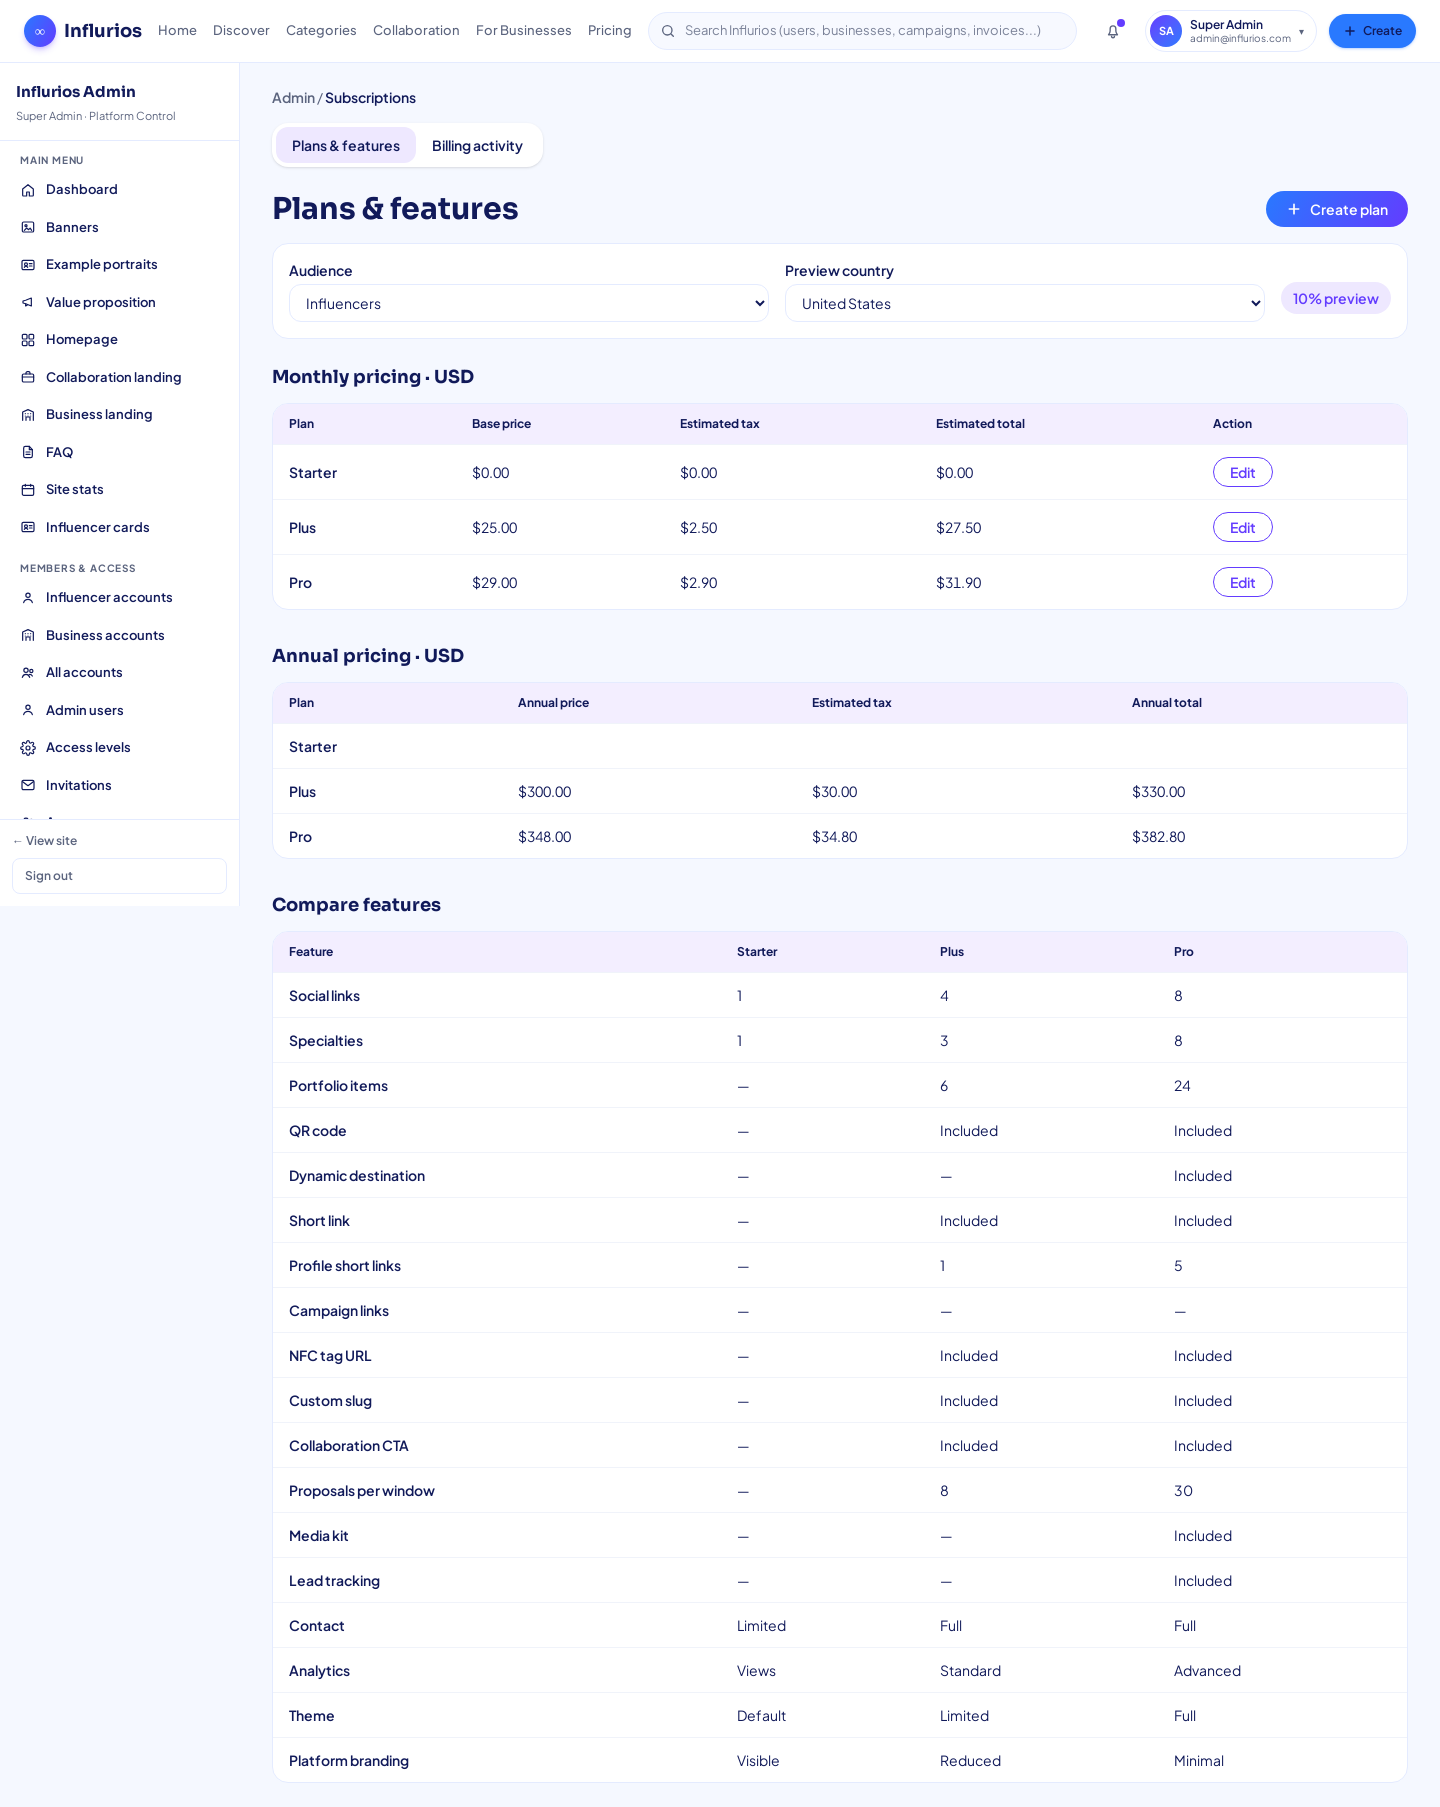 ∞ Influrios Home Discover Categories Collaboration For Businesses Pricing Search Influrios (users, businesses, campaigns, invoices...) SA Super Admin ▾ + Create
admin@influrios.com
Influrios Admin
Super Admin · Platform Control
MAIN MENU
Dashboard
Banners
Example portraits
Value proposition
Homepage
Collaboration landing
Business landing
FAQ
Site stats
Influencer cards
MEMBERS & ACCESS
Influencer accounts
Business accounts
All accounts
Admin users
Access levels
Invitations
← View site
Sign out
Admin / Subscriptions
Plans & features Billing activity
Plans & features + Create plan
Audience Preview country
Influencers United States 10% preview
Monthly pricing · USD
Plan Base price Estimated tax Estimated total Action
Starter $0.00 $0.00 $0.00 Edit
Plus $25.00 $2.50 $27.50 Edit
Pro $29.00 $2.90 $31.90 Edit
Annual pricing · USD
Plan Annual price Estimated tax Annual total
Starter
Plus $300.00 $30.00 $330.00
Pro $348.00 $34.80 $382.80
Compare features
Feature Starter Plus Pro
Social links 1 4 8
Specialties 1 3 8
Portfolio items — 6 24
QR code — Included Included
Dynamic destination — — Included
Short link — Included Included
Profile short links — 1 5
Campaign links — — —
NFC tag URL — Included Included
Custom slug — Included Included
Collaboration CTA — Included Included
Proposals per window — 8 30
Media kit — — Included
Lead tracking — — Included
Contact Limited Full Full
Analytics Views Standard Advanced
Theme Default Limited Full
Platform branding Visible Reduced Minimal